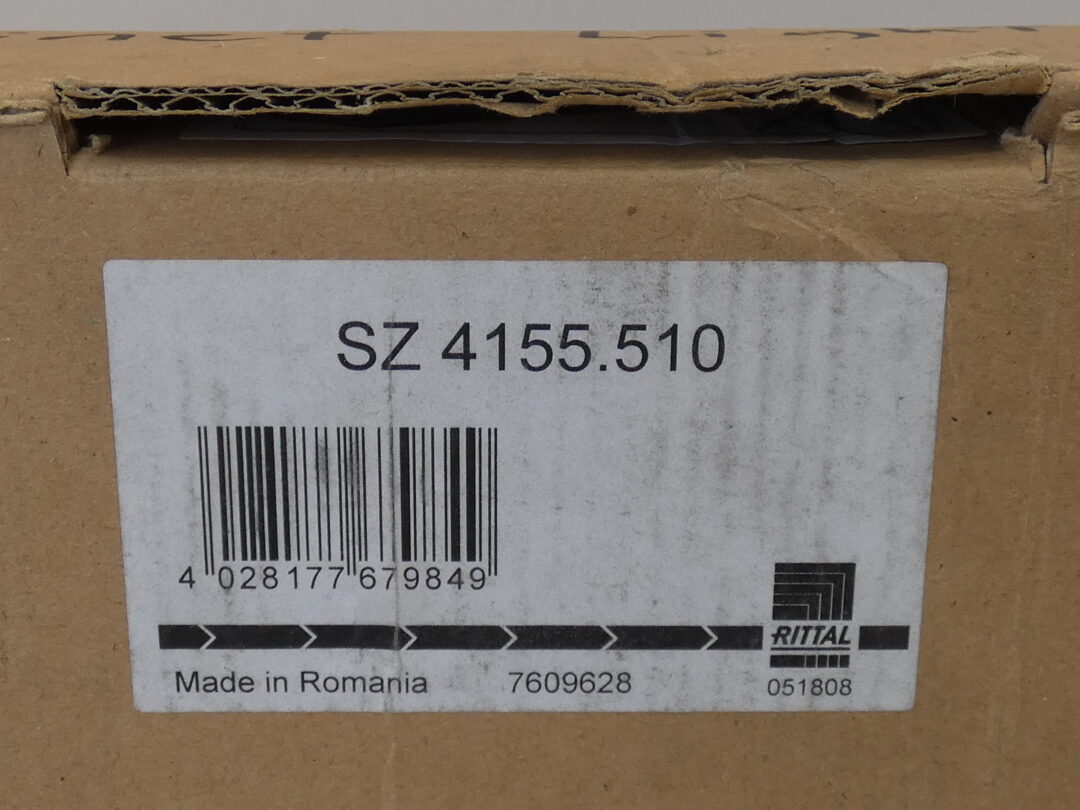 SZ 4155.510
4 028177 679849
RITTAL
Made in Romania 7609628
051808